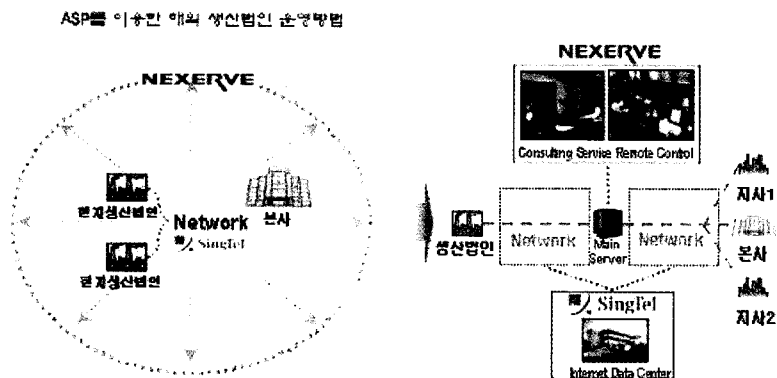 ASP를 이용한 해외 생산법인 운영방법
NEXERVE
현지생산법인
Network
SingTel
본사
현지생산법인
NEXERVE
Consulting Service Remote Control
생산법인
Network
Main
Server
Network
지사1
본사
지사2
SingTel
Internet Data Center